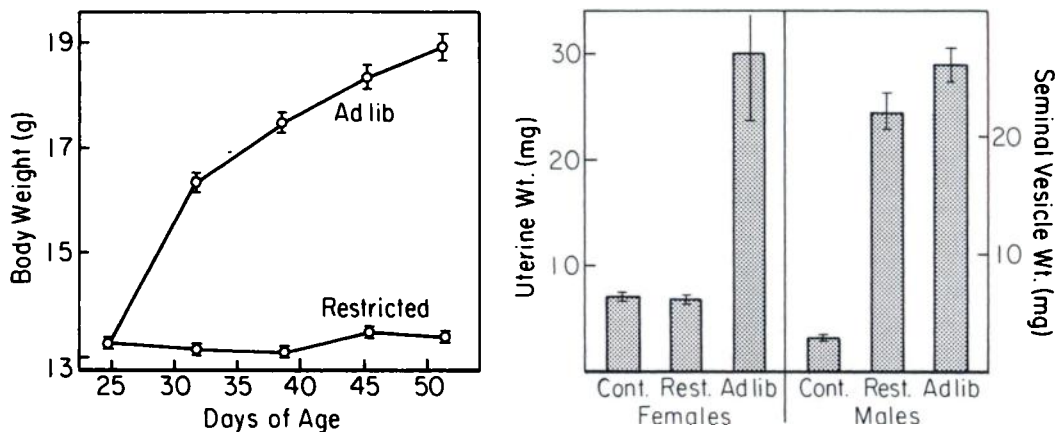 19
17
15
13
Body Weight (g)
Ad lib
Restricted
25 30 35 40 45 50
Days of Age
30
20
10
Uterine Wt. (mg)
20
10
Seminal Vesicle Wt. (mg)
Cont. Rest. Ad lib Cont. Rest. Ad lib
Females Males